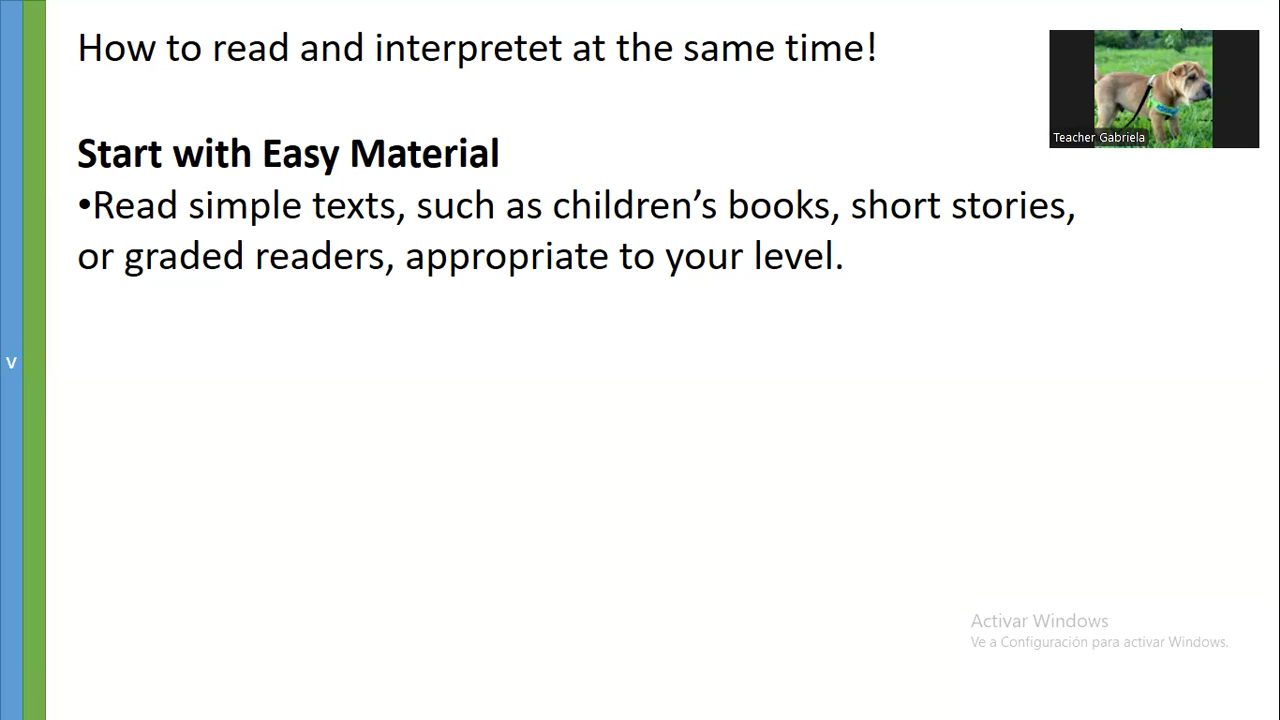 How to read and interpretet at the same time!
Teacher Gabriela
Start with Easy Material
•Read simple texts, such as children’s books, short stories,
or graded readers, appropriate to your level.
V
Activar Windows
Ve a Configuración para activar Windows.